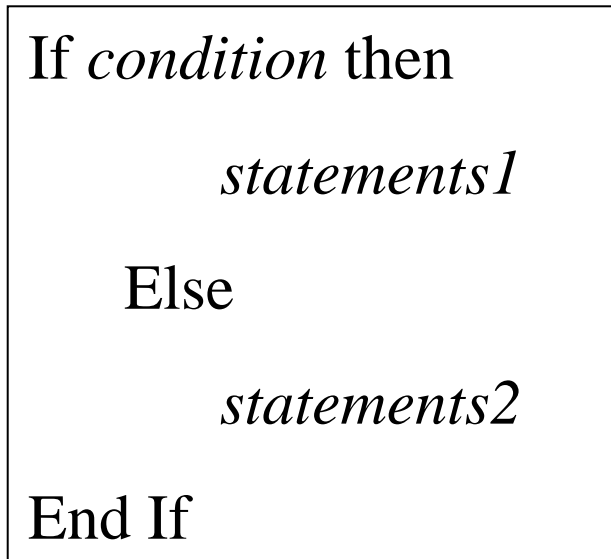 If condition then
statements1
Else
statements2
End If